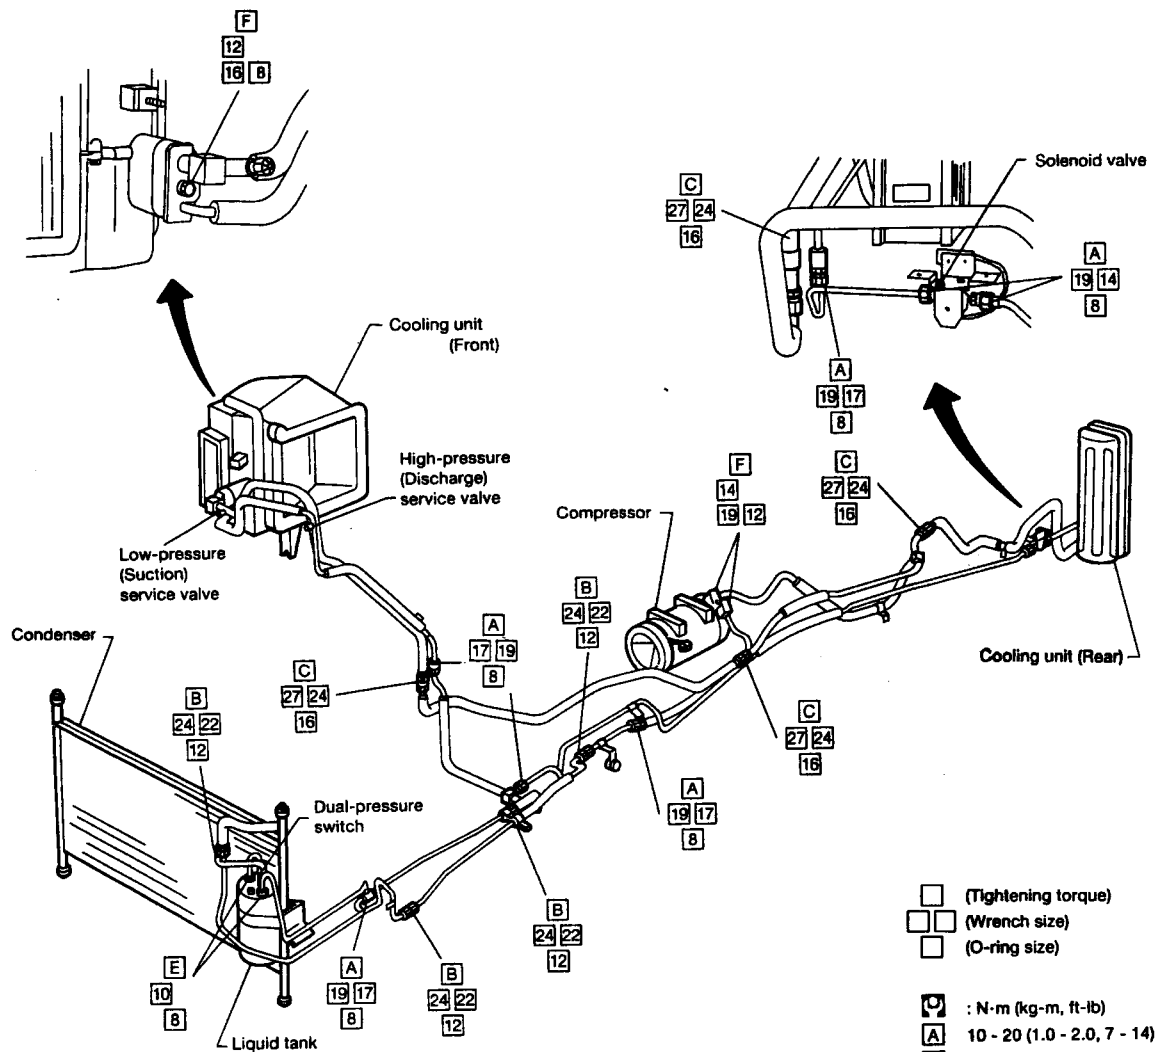 F
12
16 8
Solenoid valve
C
27 24
16
A
19 14
8
Cooling unit
(Front)
A
19 17
8
High-pressure
(Discharge)
service valve
F
14
19 12
C
27 24
16
Compressor
Low-pressure
(Suction)
service valve
B
24 22
12
Condenser
A
17 19
8
Cooling unit (Rear)
C
27 24
16
B
24 22
12
C
27 24
16
A
19 17
8
Dual-pressure
switch
(Tightening torque)
(Wrench size)
(O-ring size)
B
24 22
12
E
10
8
A
19 17
8
B
24 22
12
Liquid tank
: N·m (kg-m, ft-lb)
A 10 - 20 (1.0 - 2.0, 7 - 14)